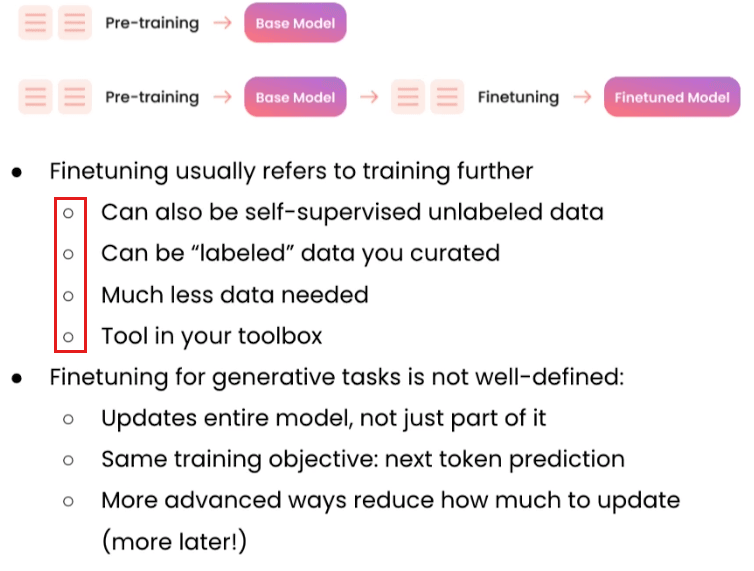 Pre-training → Base Model
Pre-training → Base Model → Finetuning → Finetuned Model
● Finetuning usually refers to training further
○ Can also be self-supervised unlabeled data
○ Can be “labeled” data you curated
○ Much less data needed
○ Tool in your toolbox
● Finetuning for generative tasks is not well-defined:
○ Updates entire model, not just part of it
○ Same training objective: next token prediction
○ More advanced ways reduce how much to update
(more later!)